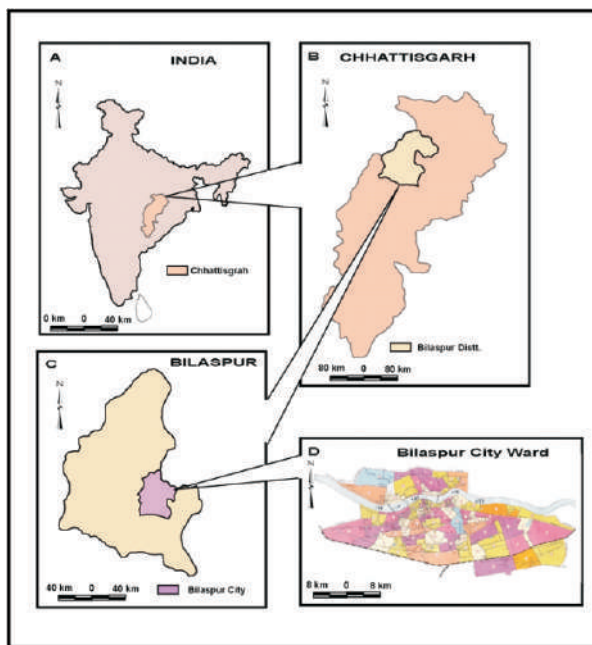 A
INDIA
N
Chhattisgrah
0 km 0 40 km
B
CHHATTISGARH
N
Bilaspur Distt.
80 km 0 80 km
C
BILASPUR
N
40 km 0 40 km
Bilaspur City
D
Bilaspur City Ward
N
8 km 0 8 km